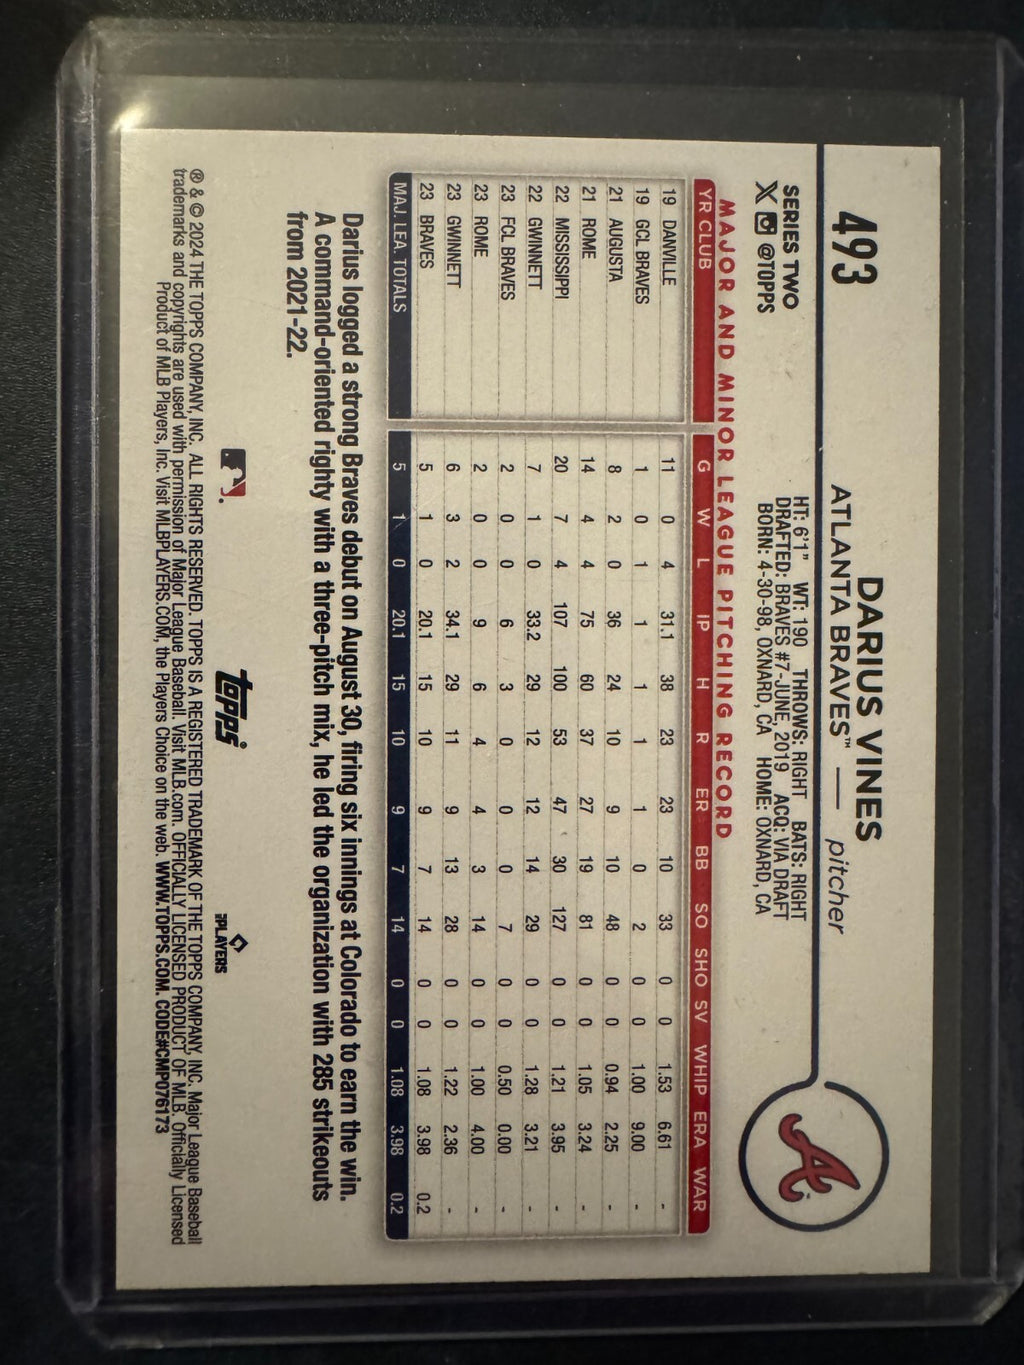 493
DARIUS VINES
ATLANTA BRAVES™ — pitcher
SERIES TWO
X @TOPPS
HT: 6'1" WT: 190 THROWS: RIGHT BATS: RIGHT
DRAFTED: BRAVES #7-JUNE, 2019 ACQ: VIA DRAFT
BORN: 4-30-98, OXNARD, CA HOME: OXNARD, CA
A
MAJOR AND MINOR LEAGUE PITCHING RECORD
YR CLUB G W L IP H R ER BB SO SHO SV WHIP ERA WAR
19 DANVILLE 11 0 4 31.1 38 23 23 10 33 0 0 1.53 6.61 -
19 GCL BRAVES 1 0 1 1 1 1 1 0 2 0 0 1.00 9.00 -
21 AUGUSTA 8 2 0 36 24 10 9 10 48 0 0 0.94 2.25 -
21 ROME 14 4 4 75 60 37 27 19 81 0 0 1.05 3.24 -
22 MISSISSIPPI 20 7 4 107 100 53 47 30 127 0 0 1.21 3.95 -
22 GWINNETT 7 1 0 33.2 29 12 12 14 29 0 0 1.28 3.21 -
23 FCL BRAVES 2 0 0 6 3 0 0 0 7 0 0 0.50 0.00 -
23 ROME 2 0 0 9 6 4 4 3 14 0 0 1.00 4.00 -
23 GWINNETT 6 3 2 34.1 29 11 9 13 28 0 0 1.22 2.36 -
23 BRAVES 5 1 0 20.1 15 10 9 7 14 0 0 1.08 3.98 0.2
MAJ. LEA. TOTALS 5 1 0 20.1 15 10 9 7 14 0 0 1.08 3.98 0.2
Darius logged a strong Braves debut on August 30, firing six innings at Colorado to earn the win.
A command-oriented righty with a three-pitch mix, he led the organization with 285 strikeouts
from 2021-22.
topps®
PLAYERS
® & © 2024 THE TOPPS COMPANY, INC. ALL RIGHTS RESERVED. TOPPS IS A REGISTERED TRADEMARK OF THE TOPPS COMPANY, INC. Major League Baseball
trademarks and copyrights are used with permission of Major League Baseball. Visit MLB.com. OFFICIALLY LICENSED PRODUCT OF MLB. Officially Licensed
Product of MLB Players, Inc. Visit MLBPLAYERS.COM, the Players Choice on the web. WWW.TOPPS.COM. CODE#CMP076173